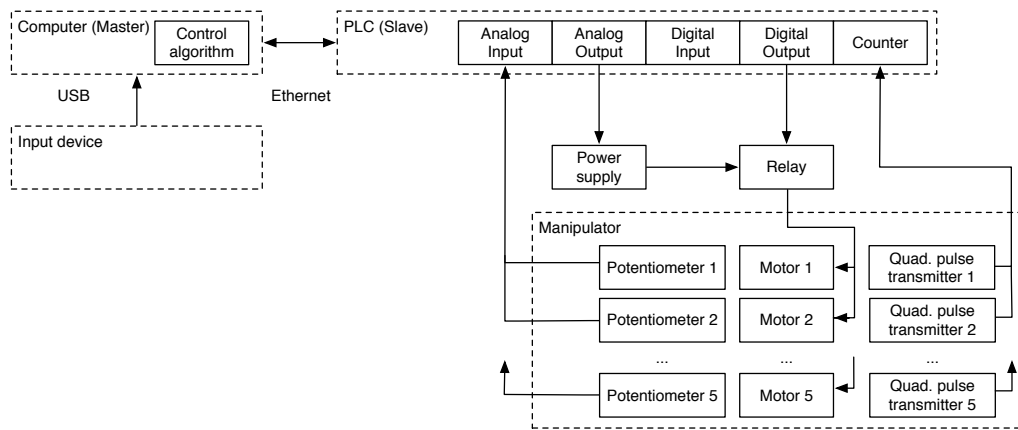 Computer (Master)
Control
algorithm
PLC (Slave)
Analog
Input
Analog
Output
Digital
Input
Digital
Output
Counter
USB
Ethernet
Input device
Power
supply
Relay
Manipulator
Potentiometer 1
Motor 1
Quad. pulse
transmitter 1
Potentiometer 2
Motor 2
Quad. pulse
transmitter 2
...
...
...
Potentiometer 5
Motor 5
Quad. pulse
transmitter 5